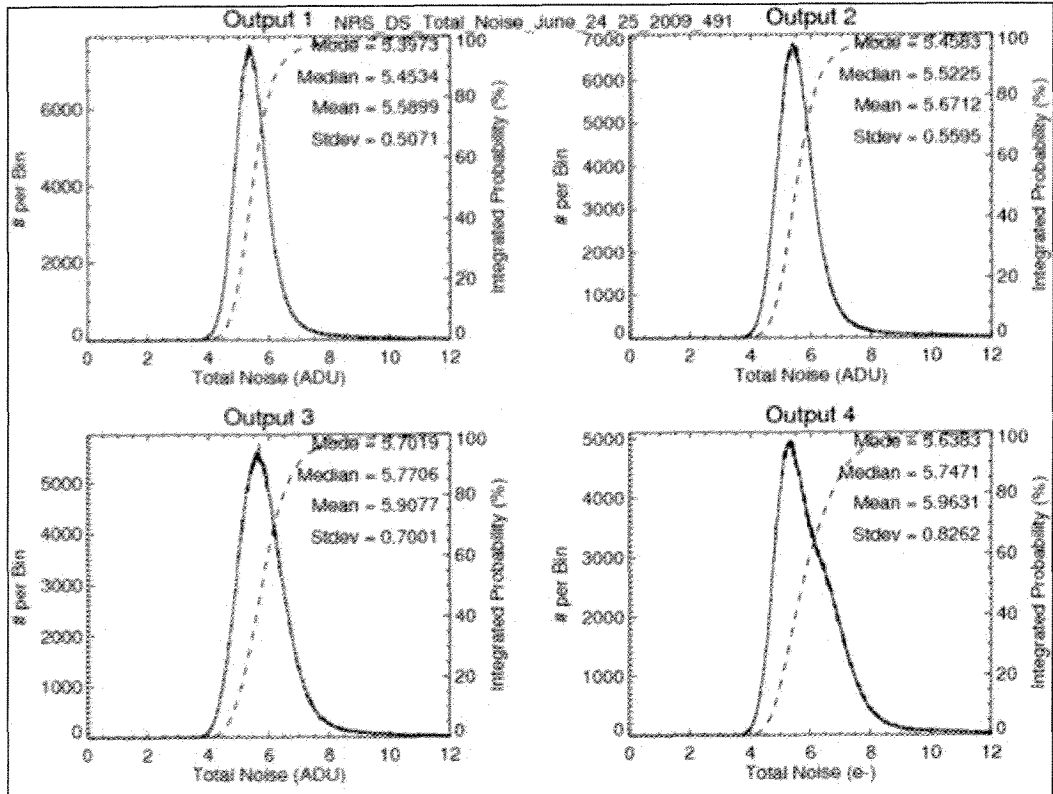 NRS_DS_Total_Noise_June_24_25_2009_491
Output 1
Mode = 5.3973
Median = 5.4534
Mean = 5.5899
Stdev = 0.5071
# per Bin
6000
4000
2000
0
0 2 4 6 8 10 12
Total Noise (ADU)
100
80
60
40
20
0
Integrated Probability (%)
Output 2
Mode = 5.4583
Median = 5.5225
Mean = 5.6712
Stdev = 0.5595
# per Bin
7000
6000
5000
4000
3000
2000
1000
0
0 2 4 6 8 10 12
Total Noise (ADU)
100
80
60
40
20
0
Integrated Probability (%)
Output 3
Mode = 5.7019
Median = 5.7706
Mean = 5.9077
Stdev = 0.7001
# per Bin
5000
4000
3000
2000
1000
0
0 2 4 6 8 10 12
Total Noise (ADU)
100
80
60
40
20
0
Integrated Probability (%)
Output 4
Mode = 5.6383
Median = 5.7471
Mean = 5.9631
Stdev = 0.8262
# per Bin
5000
4000
3000
2000
1000
0
0 2 4 6 8 10 12
Total Noise (e-)
100
80
60
40
20
0
Integrated Probability (%)